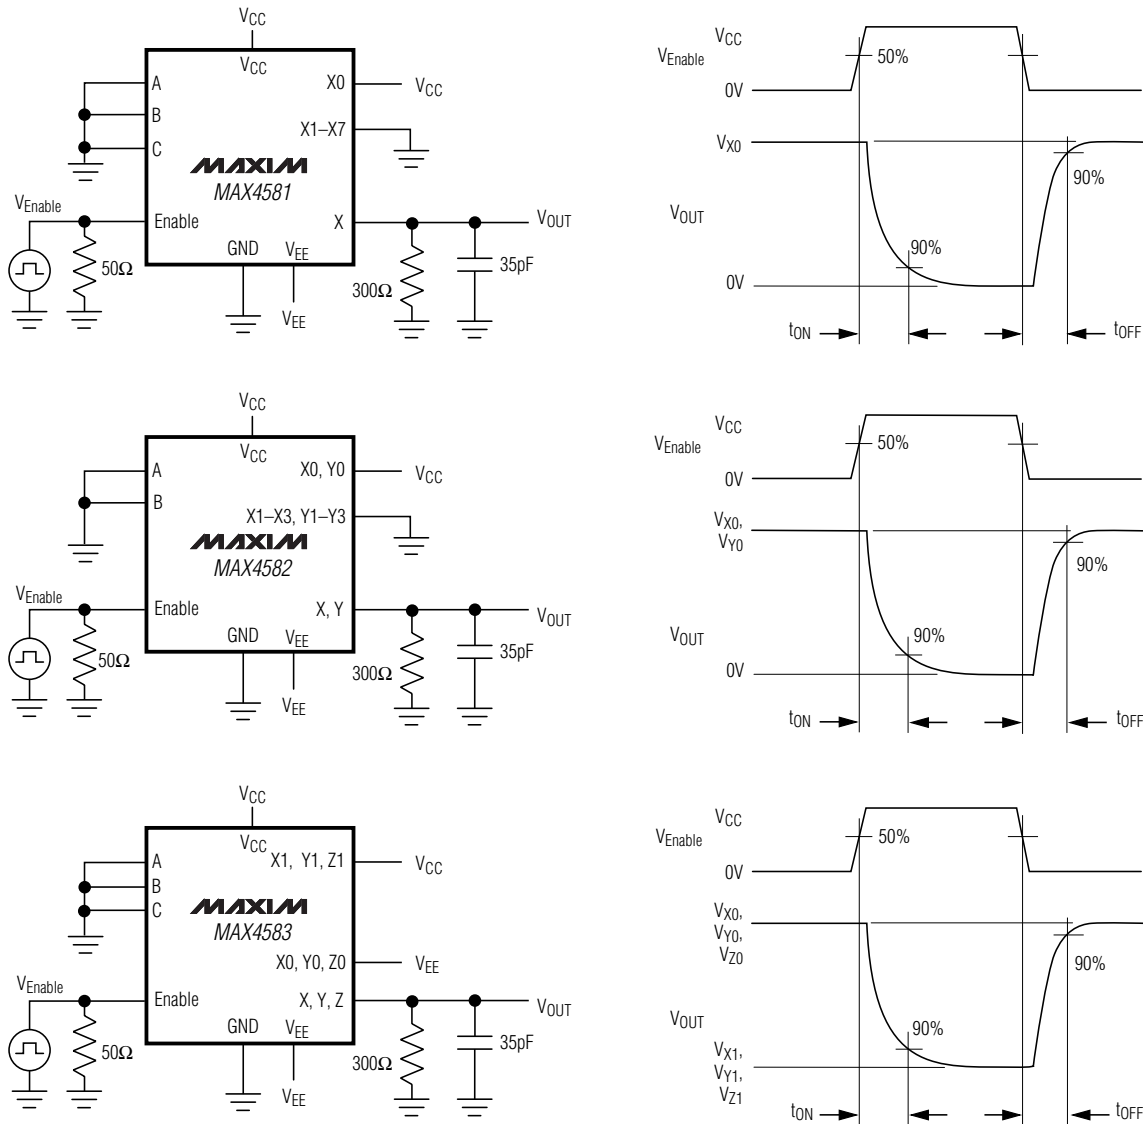 VCC
VCC
A
B
C
X0
VCC
X1–X7
MAXIM
MAX4581
VEnable
Enable
X
VOUT
50Ω
GND
VEE
VEE
300Ω
35pF
VCC
VEnable
50%
0V
VX0
90%
VOUT
90%
0V
tON
tOFF
VCC
VCC
A
B
X0, Y0
VCC
X1–X3, Y1–Y3
MAXIM
MAX4582
VEnable
Enable
X, Y
VOUT
50Ω
GND
VEE
VEE
300Ω
35pF
VCC
VEnable
50%
0V
VX0,
VY0
90%
VOUT
90%
0V
tON
tOFF
VCC
VCC
A
B
C
X1, Y1, Z1
VCC
MAXIM
MAX4583
X0, Y0, Z0
VEE
VEnable
Enable
X, Y, Z
VOUT
50Ω
GND
VEE
VEE
300Ω
35pF
VCC
VEnable
50%
0V
VX0,
VY0,
VZ0
90%
VOUT
90%
VX1,
VY1,
VZ1
tON
tOFF